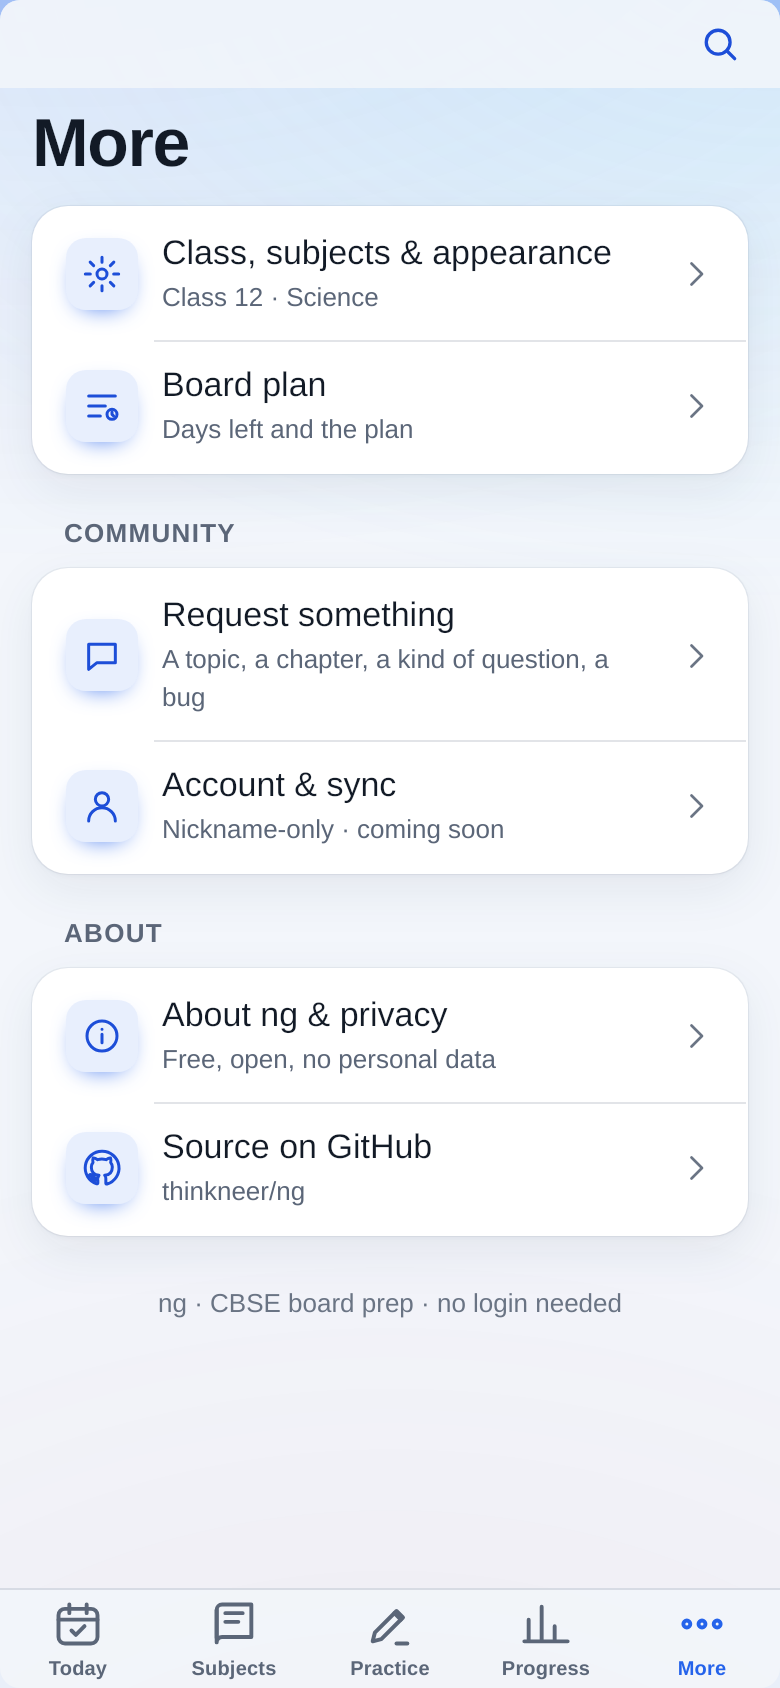 More
Class, subjects & appearance
Class 12 · Science
Board plan
Days left and the plan
COMMUNITY
Request something
A topic, a chapter, a kind of question, a
bug
Account & sync
Nickname-only · coming soon
ABOUT
About ng & privacy
Free, open, no personal data
Source on GitHub
thinkneer/ng
ng · CBSE board prep · no login needed
Today
Subjects
Practice
Progress
More